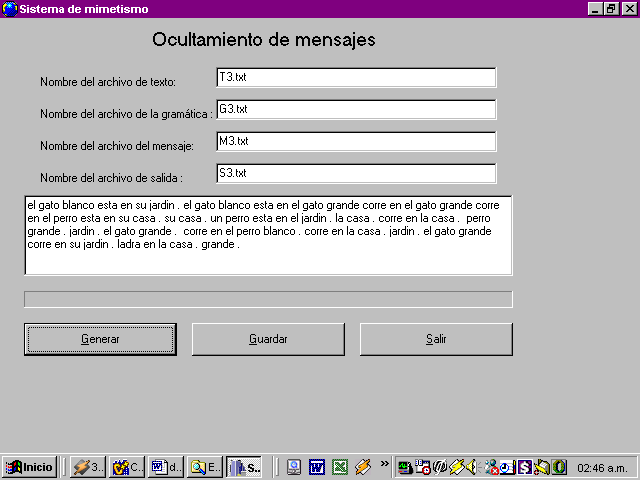 Sistema de mimetismo
Ocultamiento de mensajes
Nombre del archivo de texto:
T3.txt
Nombre del archivo de la gramática :
G3.txt
Nombre del archivo del mensaje:
M3.txt
Nombre del archivo de salida :
S3.txt
el gato blanco esta en su jardin . el gato blanco esta en el gato grande corre en el gato grande corre
en el perro esta en su casa . su casa . un perro esta en el jardin . la casa . corre en la casa .  perro
grande . jardin . el gato grande .  corre en el perro blanco . corre en la casa . jardin . el gato grande
corre en su jardin . ladra en la casa . grande .
Generar
Guardar
Salir
Inicio
3...
C...
d...
E...
S...
»
02:46 a.m.